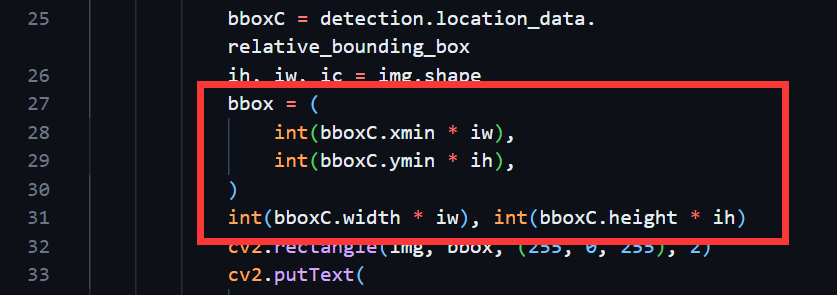 25 bboxC = detection.location_data.
relative_bounding_box
26 ih, iw, ic = img.shape
27 bbox = (
28 int(bboxC.xmin * iw),
29 int(bboxC.ymin * ih),
30 )
31 int(bboxC.width * iw), int(bboxC.height * ih)
32 cv2.rectangle(img, bbox, (255, 0, 255), 2)
33 cv2.putText(